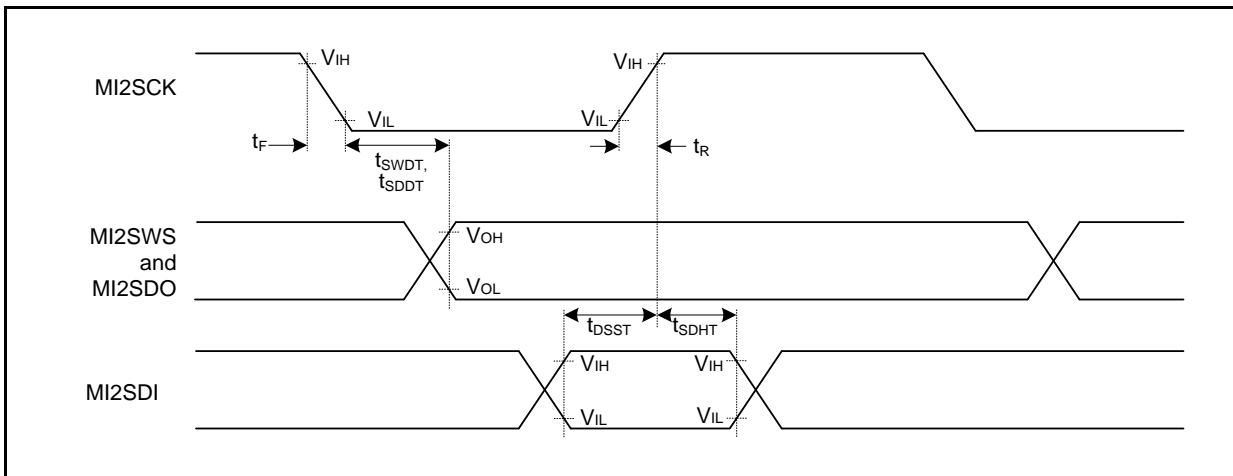 MI2SCK
VIH
VIL
VIH
VIL
tF
tSWDT,
tSDDT
tR
MI2SWS
and
MI2SDO
VOH
VOL
tDSST
tSDHT
MI2SDI
VIH
VIL
VIH
VIL